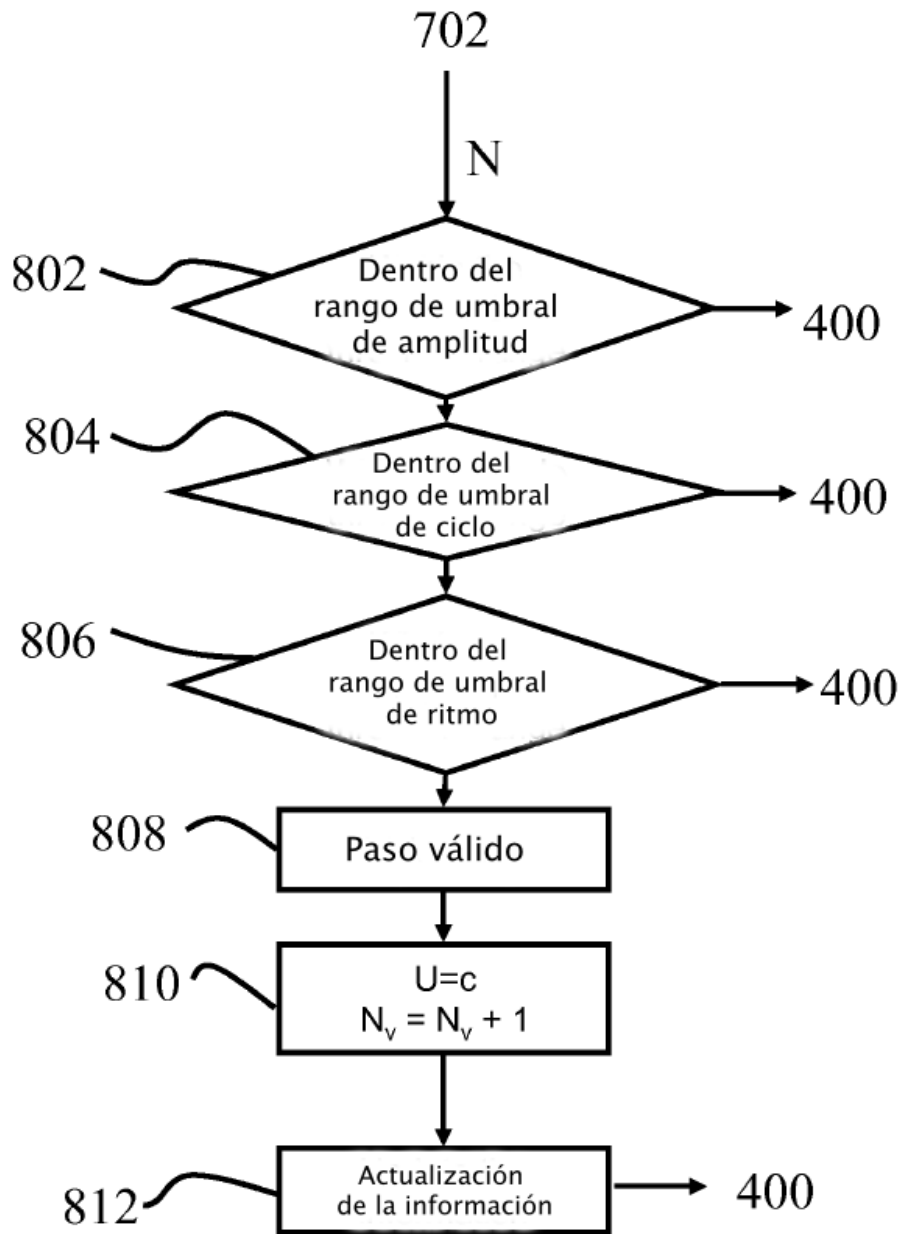 702
N
802
Dentro del
rango de umbral
de amplitud
400
804
Dentro del
rango de umbral
de ciclo
400
806
Dentro del
rango de umbral
de ritmo
400
808
Paso válido
810
U=c
Nv = Nv + 1
812
Actualización
de la información
400